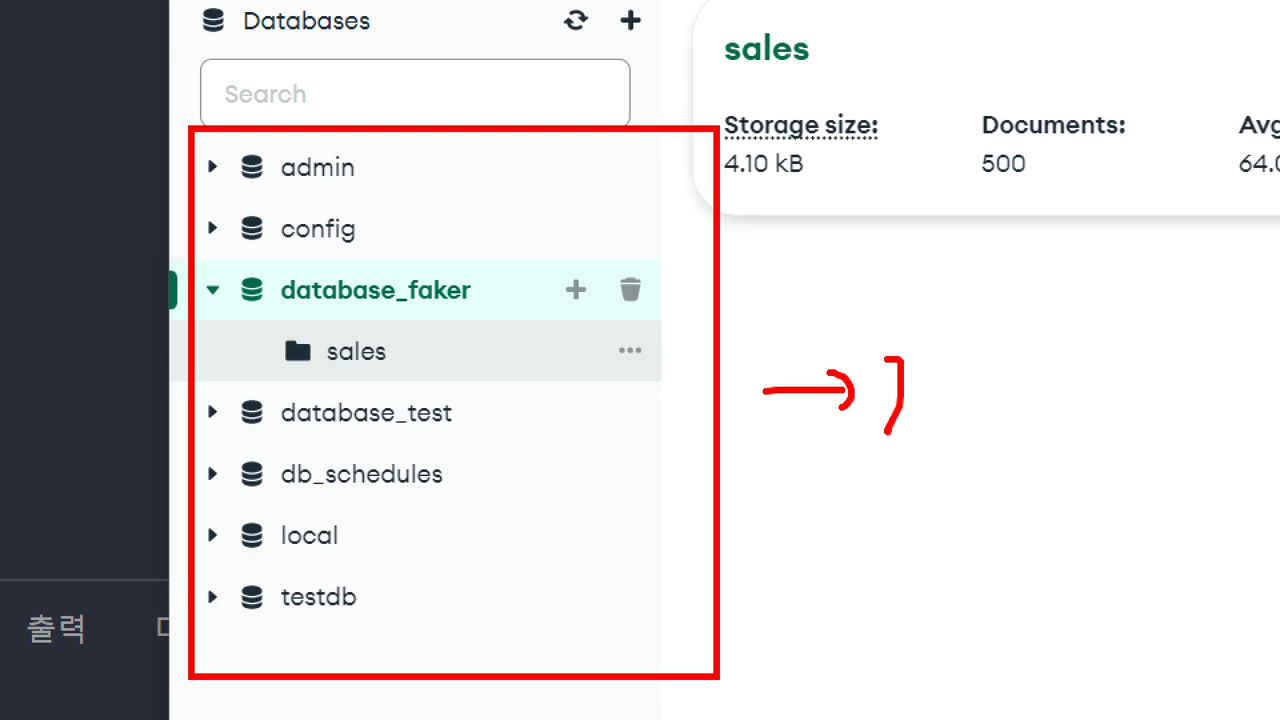 Databases
Search
admin
config
database_faker
sales
database_test
db_schedules
local
testdb
sales
Storage size:
4.10 kB
Documents:
500
출력